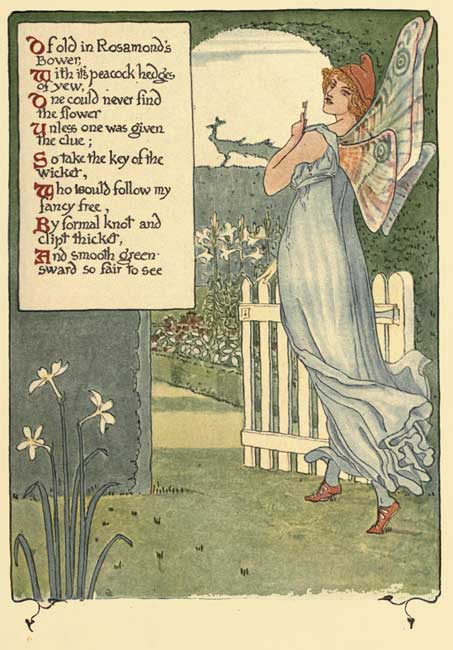 Of old in Rosamond's
Bower,
With it's peacock hedges
of yew,
One could never find
the flower
Unless one was given
the clue;
So take the key of the
wicket,
Who would follow my
fancy free,
By formal knot and
clipt thicket,
And smooth green-
sward so fair to see